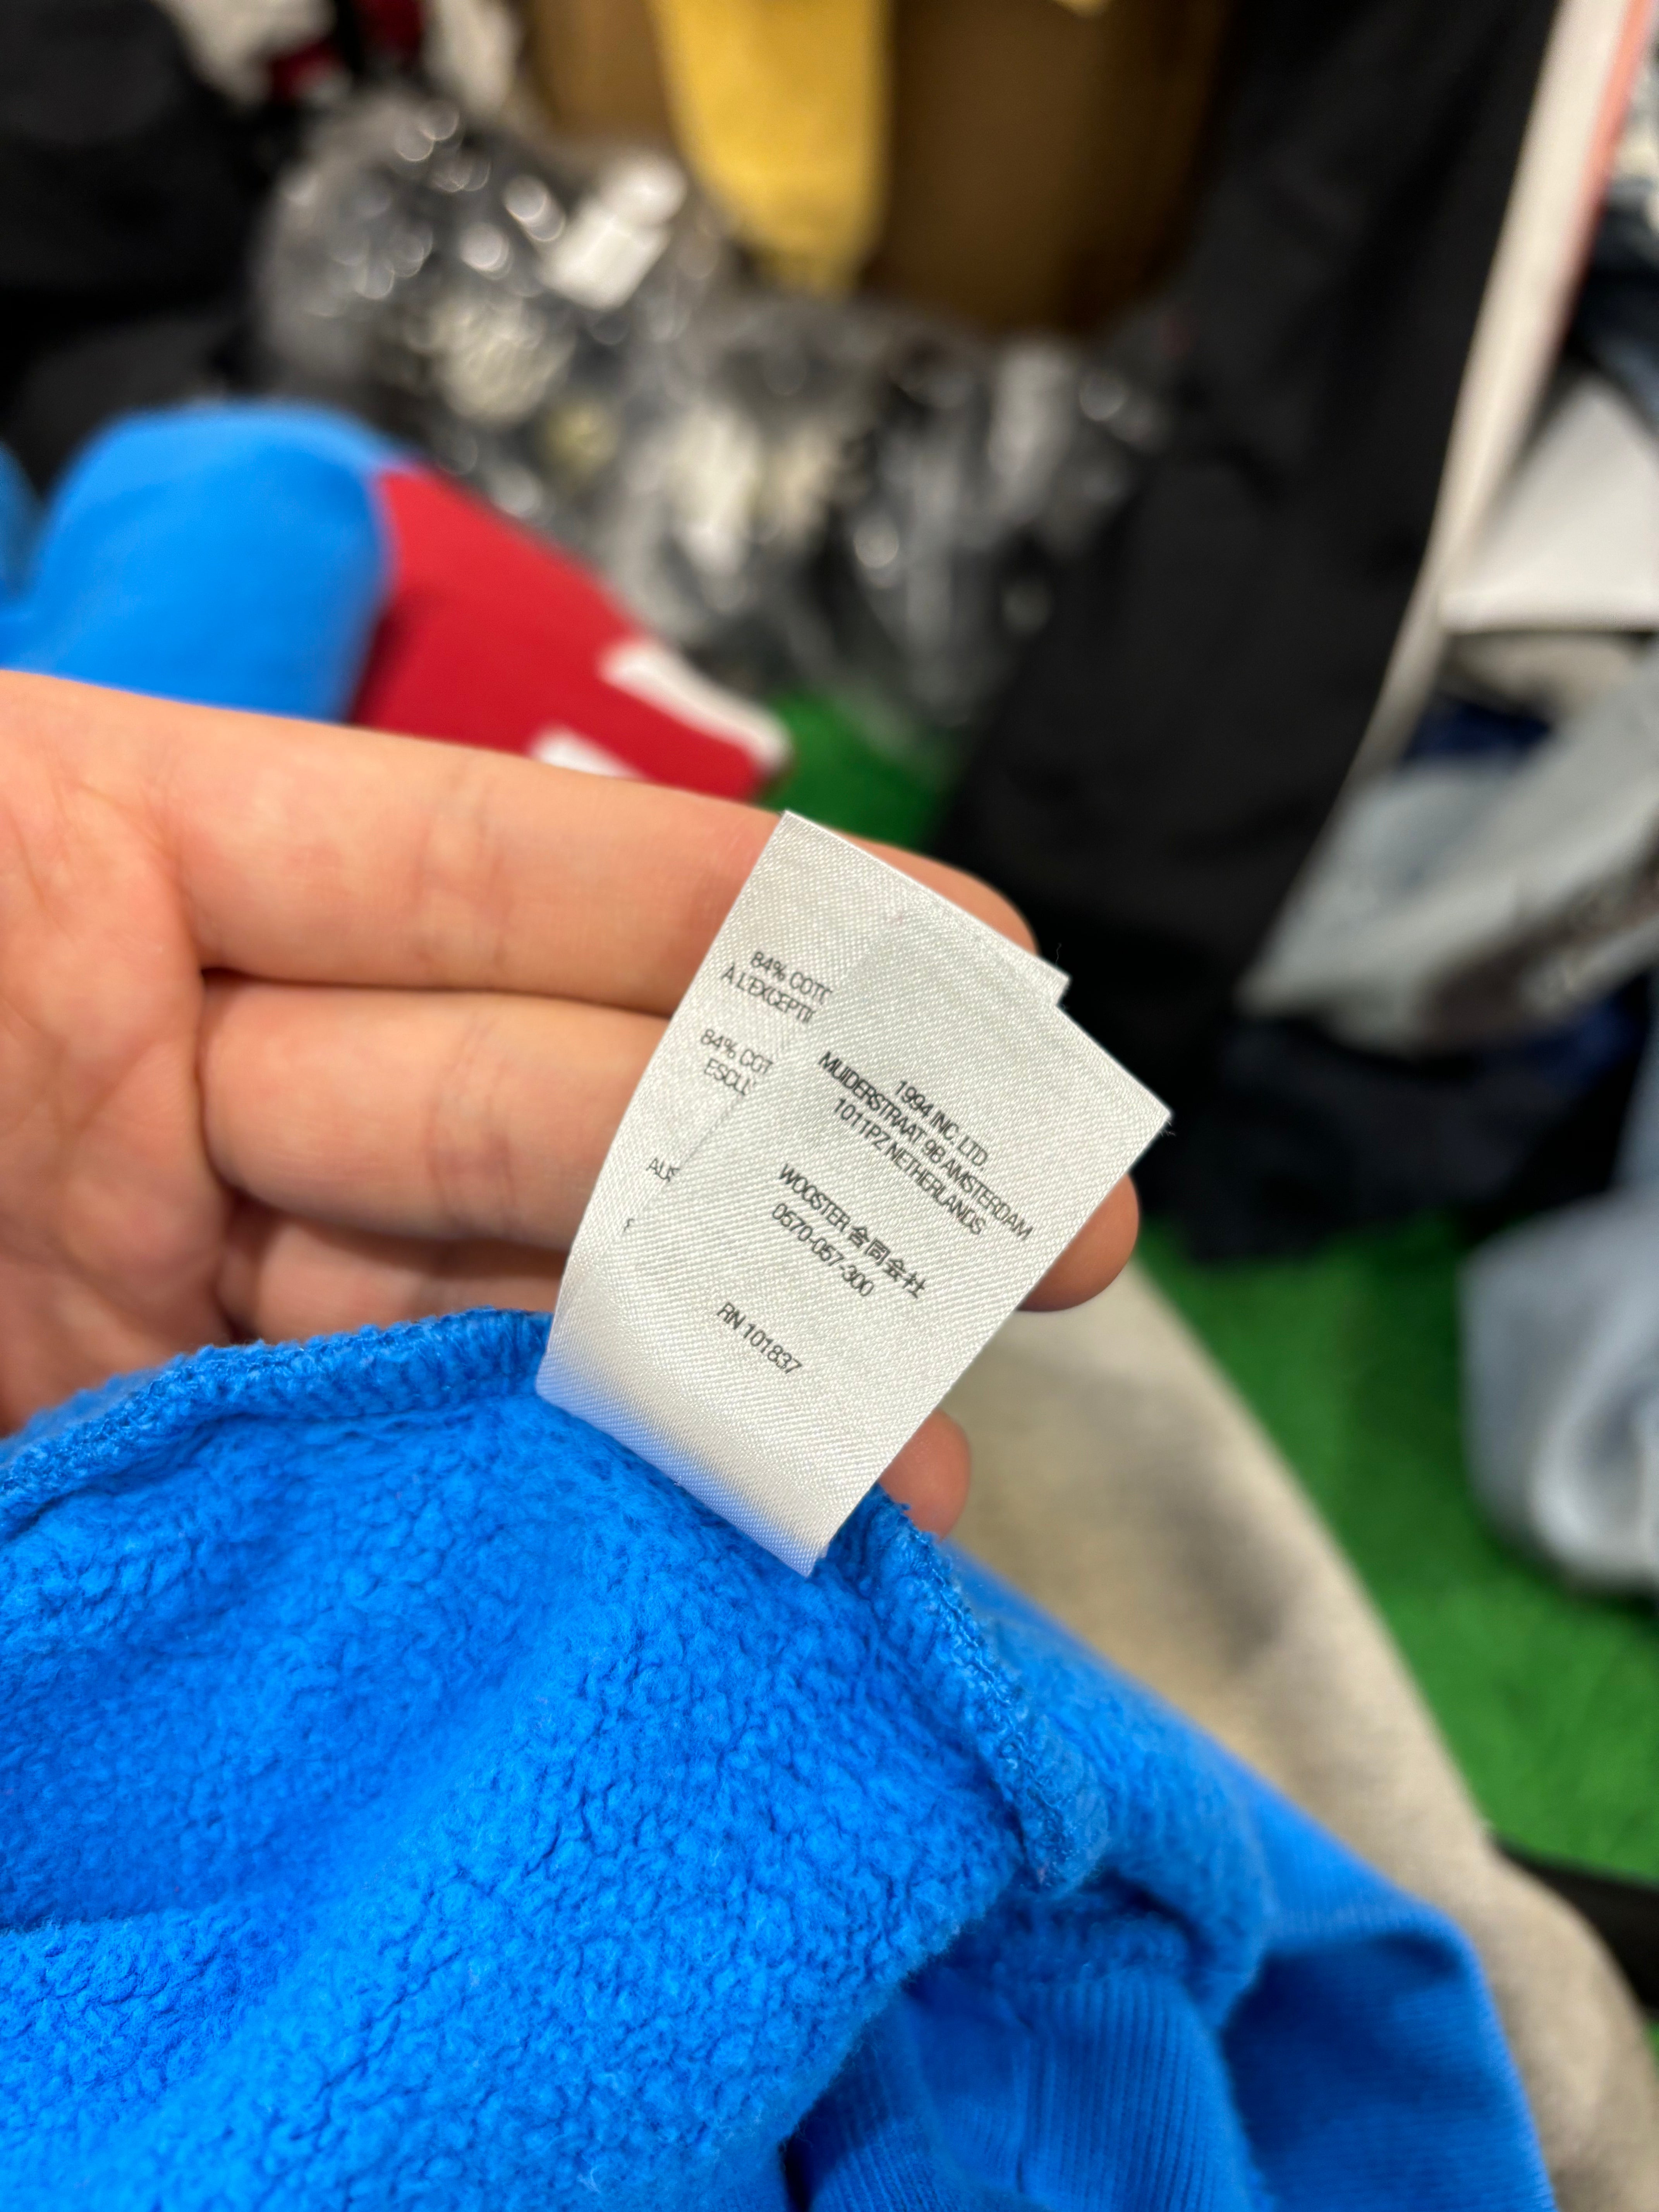 84% COTT
À L'EXCEPTI
84% COT
ESCLU
AUS
1994 INC. LTD.
MUIDERSTRAAT 9B AMSTERDAM
1011PZ NETHERLANDS
WOOSTER 合同会社
0570-057-300
RN 101837